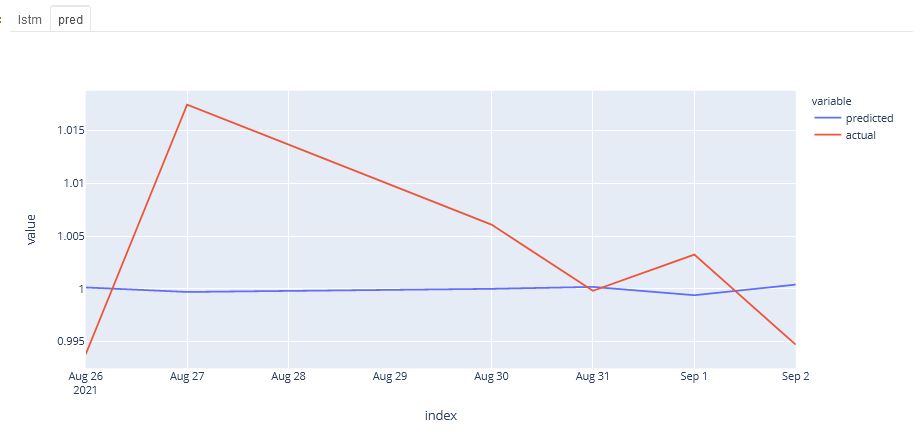 lstm pred
variable
predicted
actual
value
1.015
1.01
1.005
1
0.995
Aug 26 Aug 27 Aug 28 Aug 29 Aug 30 Aug 31 Sep 1 Sep 2
2021
index